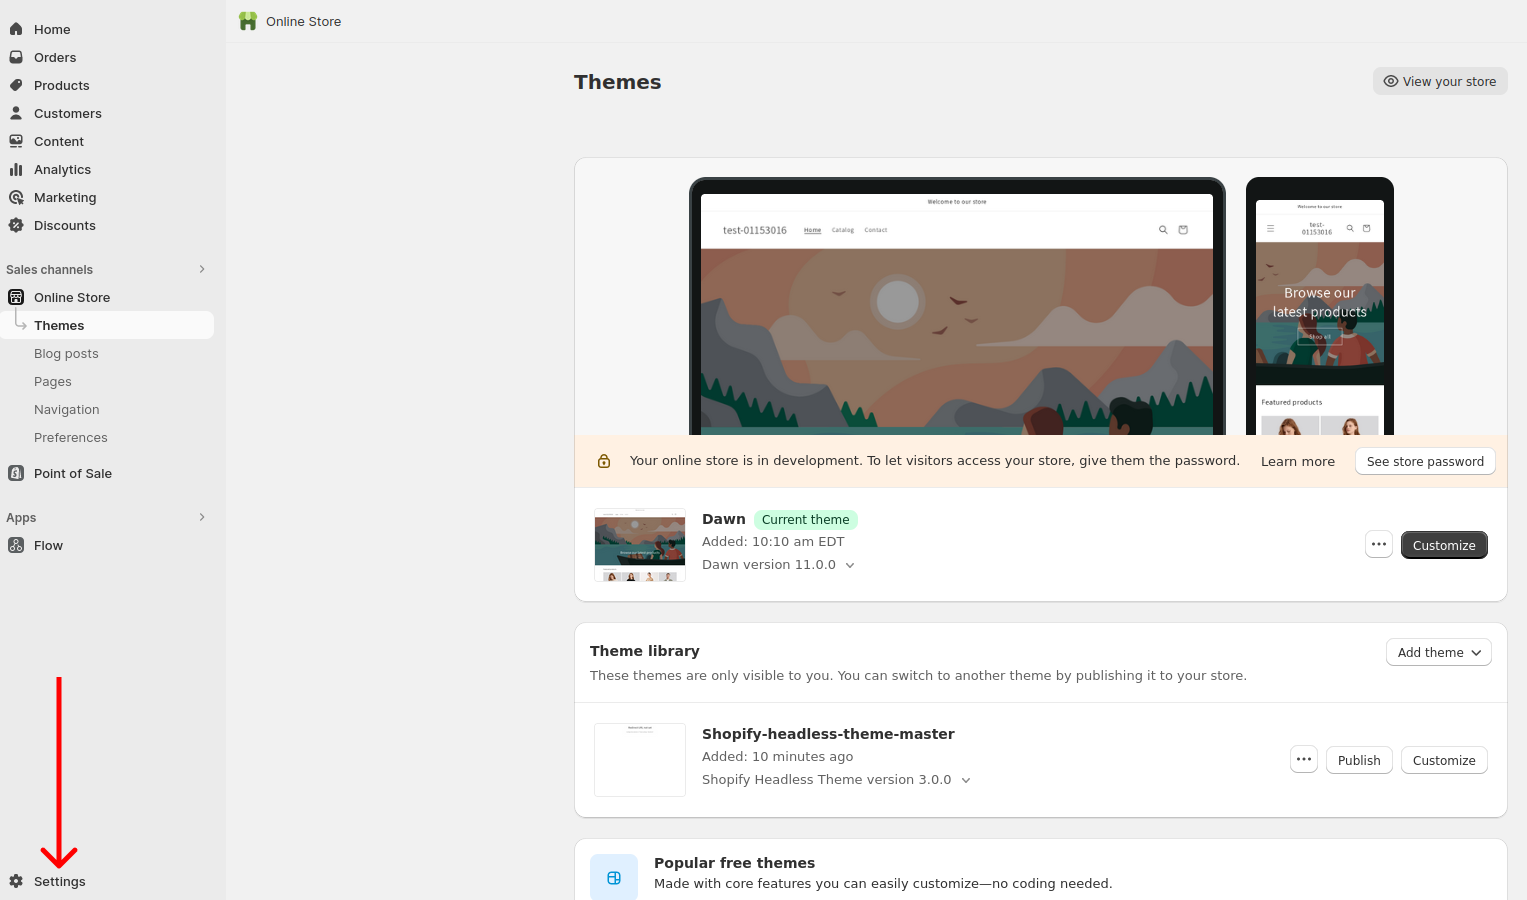 Home
Orders
Products
Customers
Content
Analytics
Marketing
Discounts
Sales channels
Online Store
Themes
Blog posts
Pages
Navigation
Preferences
Point of Sale
Apps
Flow
Settings
Online Store
Themes
View your store
Welcome to our store
test-01153016 Home Catalog Contact
Welcome to our store
test-
01153016
Browse our
latest products
Shop all
Featured products
Your online store is in development. To let visitors access your store, give them the password. Learn more See store password
Dawn Current theme
Added: 10:10 am EDT
Dawn version 11.0.0
Customize
Theme library
Add theme
These themes are only visible to you. You can switch to another theme by publishing it to your store.
Shopify-headless-theme-master
Added: 10 minutes ago
Shopify Headless Theme version 3.0.0
Publish Customize
Popular free themes
Made with core features you can easily customize—no coding needed.